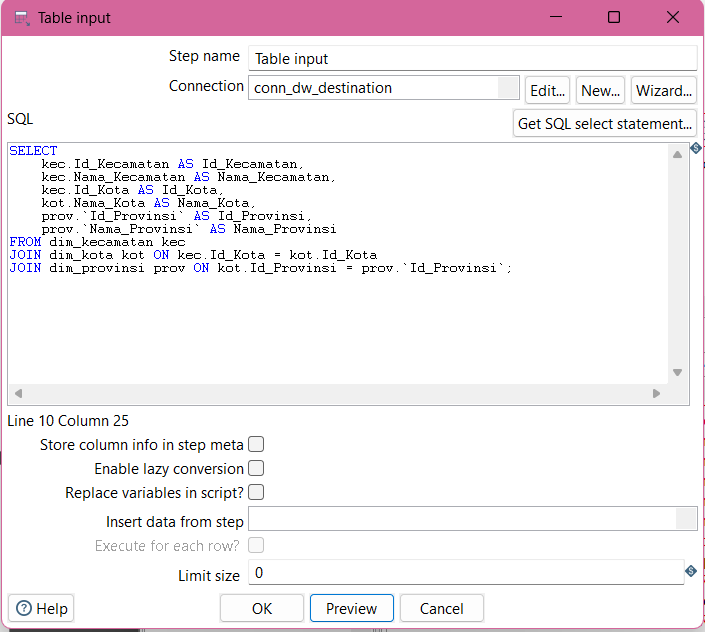 Table input
Step name Table input
Connection conn_dw_destination Edit... New... Wizard...
SQL Get SQL select statement...
SELECT
    kec.Id_Kecamatan AS Id_Kecamatan,
    kec.Nama_Kecamatan AS Nama_Kecamatan,
    kec.Id_Kota AS Id_Kota,
    kot.Nama_Kota AS Nama_Kota,
    prov.`Id_Provinsi` AS Id_Provinsi,
    prov.`Nama_Provinsi` AS Nama_Provinsi
FROM dim_kecamatan kec
JOIN dim_kota kot ON kec.Id_Kota = kot.Id_Kota
JOIN dim_provinsi prov ON kot.Id_Provinsi = prov.`Id_Provinsi`;
Line 10 Column 25
Store column info in step meta
Enable lazy conversion
Replace variables in script?
Insert data from step
Execute for each row?
Limit size 0
Help OK Preview Cancel